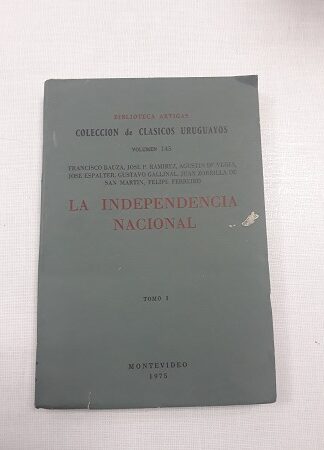 BIBLIOTECA ARTIGAS
COLECCION de CLASICOS URUGUAYOS
VOLUMEN 145
FRANCISCO BAUZA, JOSE P. RAMIREZ, AGUSTIN DE VEDIA,
JOSE ESPALTER, GUSTAVO GALLINAL, JUAN ZORRILLA DE
SAN MARTIN, FELIPE FERREIRO
LA INDEPENDENCIA
NACIONAL
TOMO I
MONTEVIDEO
1975